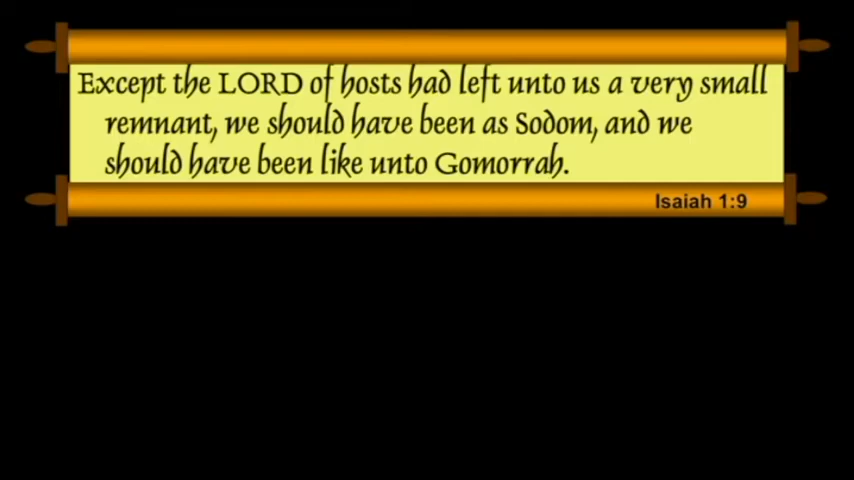 Except the LORD of hosts had left unto us a very small
remnant, we should have been as Sodom, and we
should have been like unto Gomorrah.
Isaiah 1:9